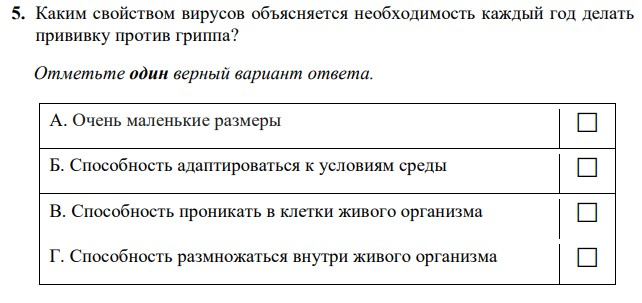 5. Каким свойством вирусов объясняется необходимость каждый год делать
прививку против гриппа?
Отметьте один верный вариант ответа.
А. Очень маленькие размеры
Б. Способность адаптироваться к условиям среды
В. Способность проникать в клетки живого организма
Г. Способность размножаться внутри живого организма